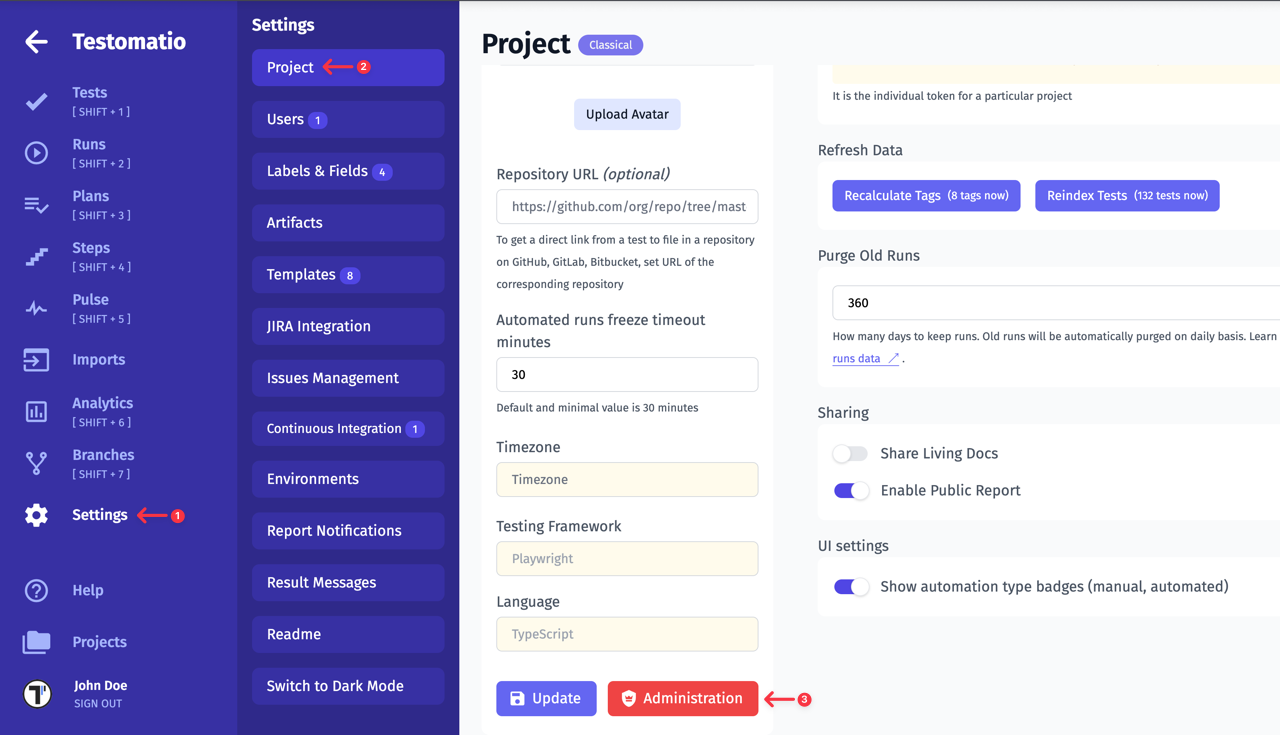 Testomatio
Tests
[ SHIFT + 1 ]
Runs
[ SHIFT + 2 ]
Plans
[ SHIFT + 3 ]
Steps
[ SHIFT + 4 ]
Pulse
[ SHIFT + 5 ]
Imports
Analytics
[ SHIFT + 6 ]
Branches
[ SHIFT + 7 ]
Settings 1
Help
Projects
John Doe
SIGN OUT
Settings
Project 2
Users 1
Labels & Fields 4
Artifacts
Templates 8
JIRA Integration
Issues Management
Continuous Integration 1
Environments
Report Notifications
Result Messages
Readme
Switch to Dark Mode
Project Classical
Upload Avatar
Repository URL (optional)
https://github.com/org/repo/tree/mast
To get a direct link from a test to file in a repository
on GitHub, GitLab, Bitbucket, set URL of the
corresponding repository
Automated runs freeze timeout
minutes
30
Default and minimal value is 30 minutes
Timezone
Timezone
Testing Framework
Playwright
Language
TypeScript
Update
Administration 3
It is the individual token for a particular project
Refresh Data
Recalculate Tags (8 tags now)
Reindex Tests (132 tests now)
Purge Old Runs
360
How many days to keep runs. Old runs will be automatically purged on daily basis. Learn
runs data .
Sharing
Share Living Docs
Enable Public Report
UI settings
Show automation type badges (manual, automated)